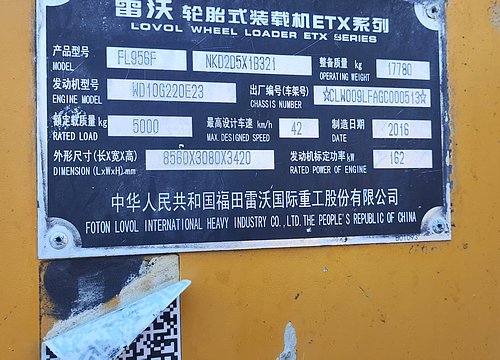 雷沃 轮胎式装载机ETX系列
LOVOL WHEEL LOADER ETX SERIES
产品型号 FL956F NKD205X1B321 整备质量 kg 17780
MODEL OPERATING WEIGHT
发动机型号 WD10G220E23 出厂编号(车架号) ☆CLW009LFAGC000513☆
ENGINE MODEL CHASSIS NUMBER
额定载质量 kg 5000 最高设计车速 km/h 42 制造日期 2016
RATED LOAD MAX.DESIGNED SPEED DATE
外形尺寸(长X宽X高) 8560X3080X3420 发动机标定功率 kW 162
DIMENSION (LxWxH) mm RATED POWER OF ENGINE
中华人民共和国福田雷沃国际重工股份有限公司
FOTON LOVOL INTERNATIONAL HEAVY INDUSTRY CO.,LTD.THE PEOPLE'S REPUBLIC OF CHINA